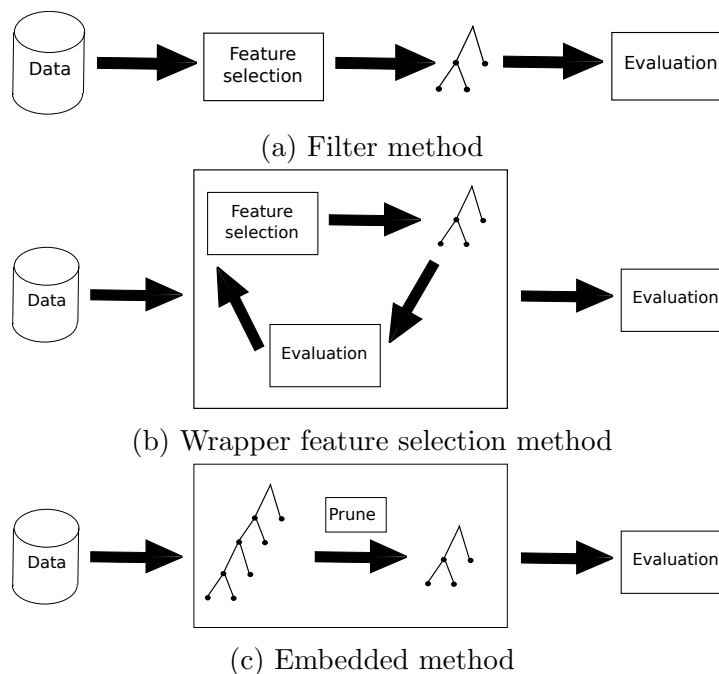 Data
Feature
selection
Evaluation
(a) Filter method
Feature
selection
Data
Evaluation
Evaluation
(b) Wrapper feature selection method
Prune
Data
Evaluation
(c) Embedded method